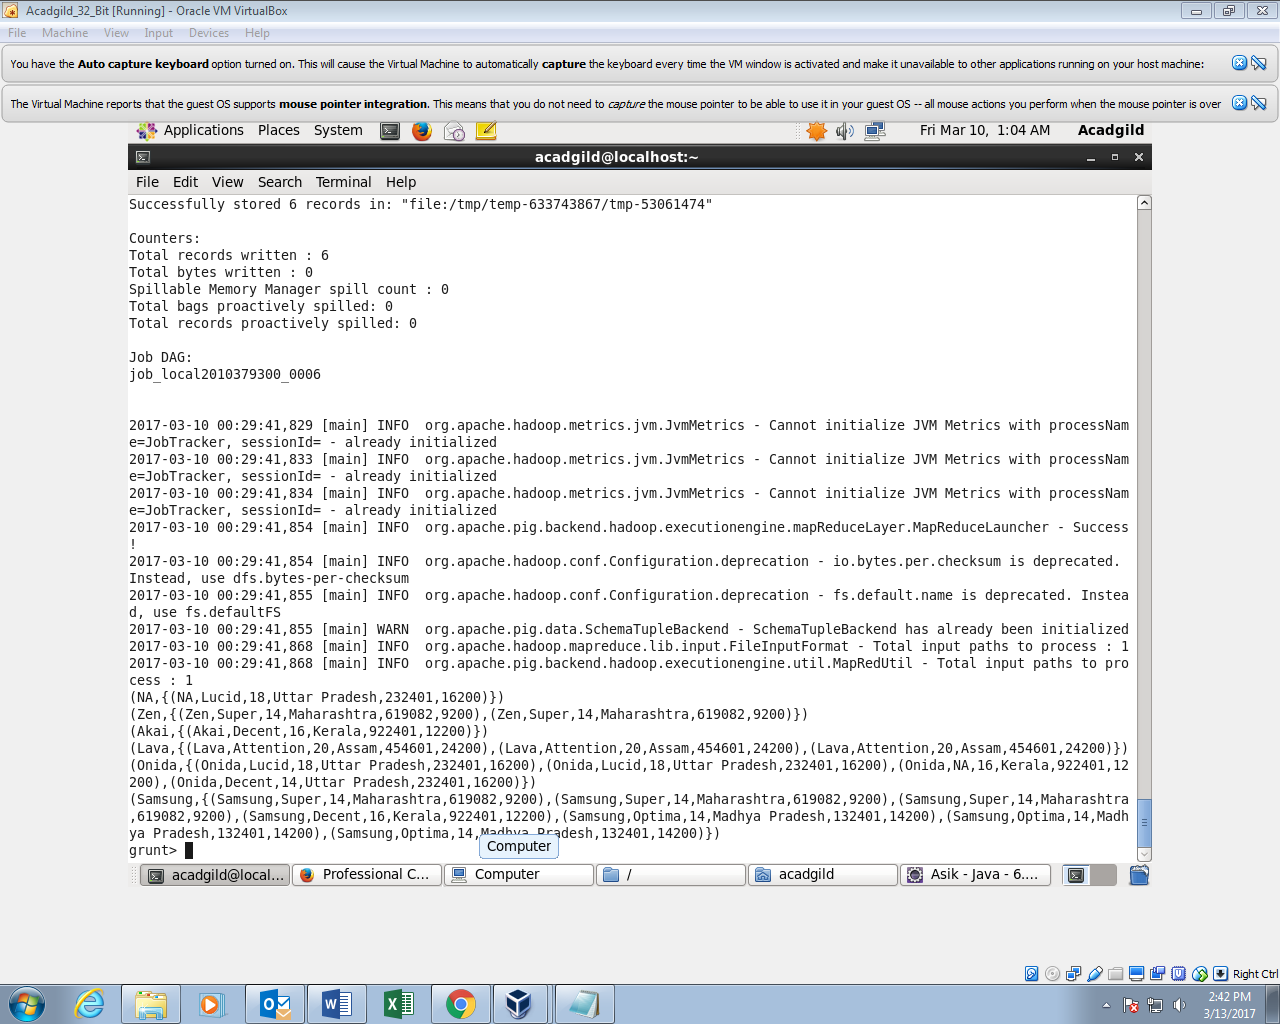 Acadgild_32_Bit [Running] - Oracle VM VirtualBox
File Machine View Input Devices Help
You have the Auto capture keyboard option turned on. This will cause the Virtual Machine to automatically capture the keyboard every time the VM window is activated and make it unavailable to other applications running on your host machine:
The Virtual Machine reports that the guest OS supports mouse pointer integration. This means that you do not need to capture the mouse pointer to be able to use it in your guest OS -- all mouse actions you perform when the mouse pointer is over
Applications Places System Fri Mar 10, 1:04 AM Acadgild
acadgild@localhost:~
File Edit View Search Terminal Help
Successfully stored 6 records in: "file:/tmp/temp-633743867/tmp-53061474"
Counters:
Total records written : 6
Total bytes written : 0
Spillable Memory Manager spill count : 0
Total bags proactively spilled: 0
Total records proactively spilled: 0
Job DAG:
job_local2010379300_0006
2017-03-10 00:29:41,829 [main] INFO  org.apache.hadoop.metrics.jvm.JvmMetrics - Cannot initialize JVM Metrics with processNam
e=JobTracker, sessionId= - already initialized
2017-03-10 00:29:41,833 [main] INFO  org.apache.hadoop.metrics.jvm.JvmMetrics - Cannot initialize JVM Metrics with processNam
e=JobTracker, sessionId= - already initialized
2017-03-10 00:29:41,834 [main] INFO  org.apache.hadoop.metrics.jvm.JvmMetrics - Cannot initialize JVM Metrics with processNam
e=JobTracker, sessionId= - already initialized
2017-03-10 00:29:41,854 [main] INFO  org.apache.pig.backend.hadoop.executionengine.mapReduceLayer.MapReduceLauncher - Success
!
2017-03-10 00:29:41,854 [main] INFO  org.apache.hadoop.conf.Configuration.deprecation - io.bytes.per.checksum is deprecated.
Instead, use dfs.bytes-per-checksum
2017-03-10 00:29:41,855 [main] INFO  org.apache.hadoop.conf.Configuration.deprecation - fs.default.name is deprecated. Instea
d, use fs.defaultFS
2017-03-10 00:29:41,855 [main] WARN  org.apache.pig.data.SchemaTupleBackend - SchemaTupleBackend has already been initialized
2017-03-10 00:29:41,868 [main] INFO  org.apache.hadoop.mapreduce.lib.input.FileInputFormat - Total input paths to process : 1
2017-03-10 00:29:41,868 [main] INFO  org.apache.pig.backend.hadoop.executionengine.util.MapRedUtil - Total input paths to pro
cess : 1
(NA,{(NA,Lucid,18,Uttar Pradesh,232401,16200)})
(Zen,{(Zen,Super,14,Maharashtra,619082,9200),(Zen,Super,14,Maharashtra,619082,9200)})
(Akai,{(Akai,Decent,16,Kerala,922401,12200)})
(Lava,{(Lava,Attention,20,Assam,454601,24200),(Lava,Attention,20,Assam,454601,24200),(Lava,Attention,20,Assam,454601,24200)})
(Onida,{(Onida,Lucid,18,Uttar Pradesh,232401,16200),(Onida,Lucid,18,Uttar Pradesh,232401,16200),(Onida,NA,16,Kerala,922401,12
200),(Onida,Decent,14,Uttar Pradesh,232401,16200)})
(Samsung,{(Samsung,Super,14,Maharashtra,619082,9200),(Samsung,Super,14,Maharashtra,619082,9200),(Samsung,Super,14,Maharashtra
,619082,9200),(Samsung,Decent,16,Kerala,922401,12200),(Samsung,Optima,14,Madhya Pradesh,132401,14200),(Samsung,Optima,14,Madh
ya Pradesh,132401,14200),(Samsung,Optima,14,Madhya Pradesh,132401,14200)})
grunt>
Computer
acadgild@local... Professional C... Computer / acadgild Asik - Java - 6....
Right Ctrl
2:42 PM
3/13/2017